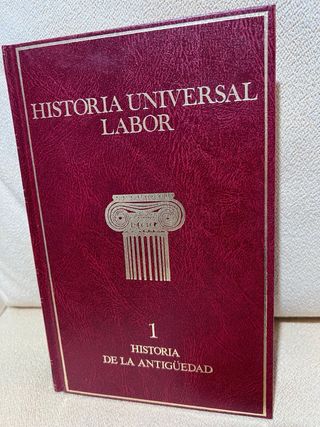 HISTORIA UNIVERSAL
LABOR
1
HISTORIA
DE LA ANTIGÜEDAD